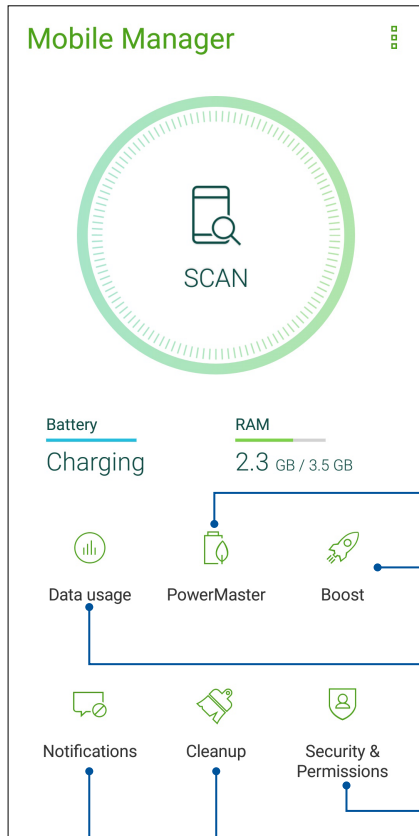 Mobile Manager
SCAN
Battery
RAM
Charging
2.3 GB / 3.5 GB
Data usage
PowerMaster
Boost
Notifications
Cleanup
Security &
Permissions